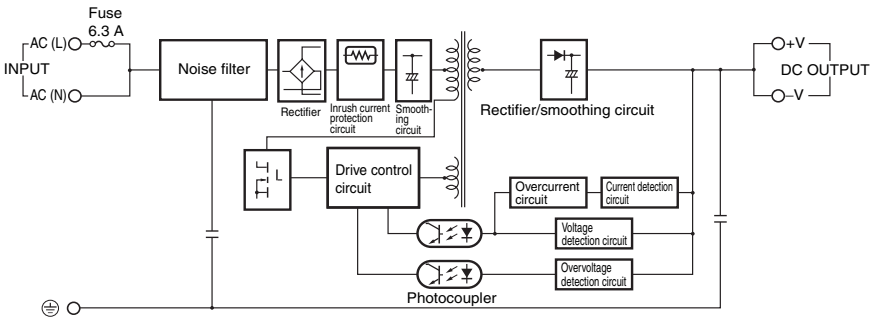 Fuse
6.3 A
AC (L)
INPUT
AC (N)
Noise filter
Rectifier
Inrush current
protection
circuit
Smooth-
ing
circuit
Rectifier/smoothing circuit
+V
DC OUTPUT
–V
Drive control
circuit
Overcurrent
circuit
Current detection
circuit
Voltage
detection circuit
Overvoltage
detection circuit
Photocoupler